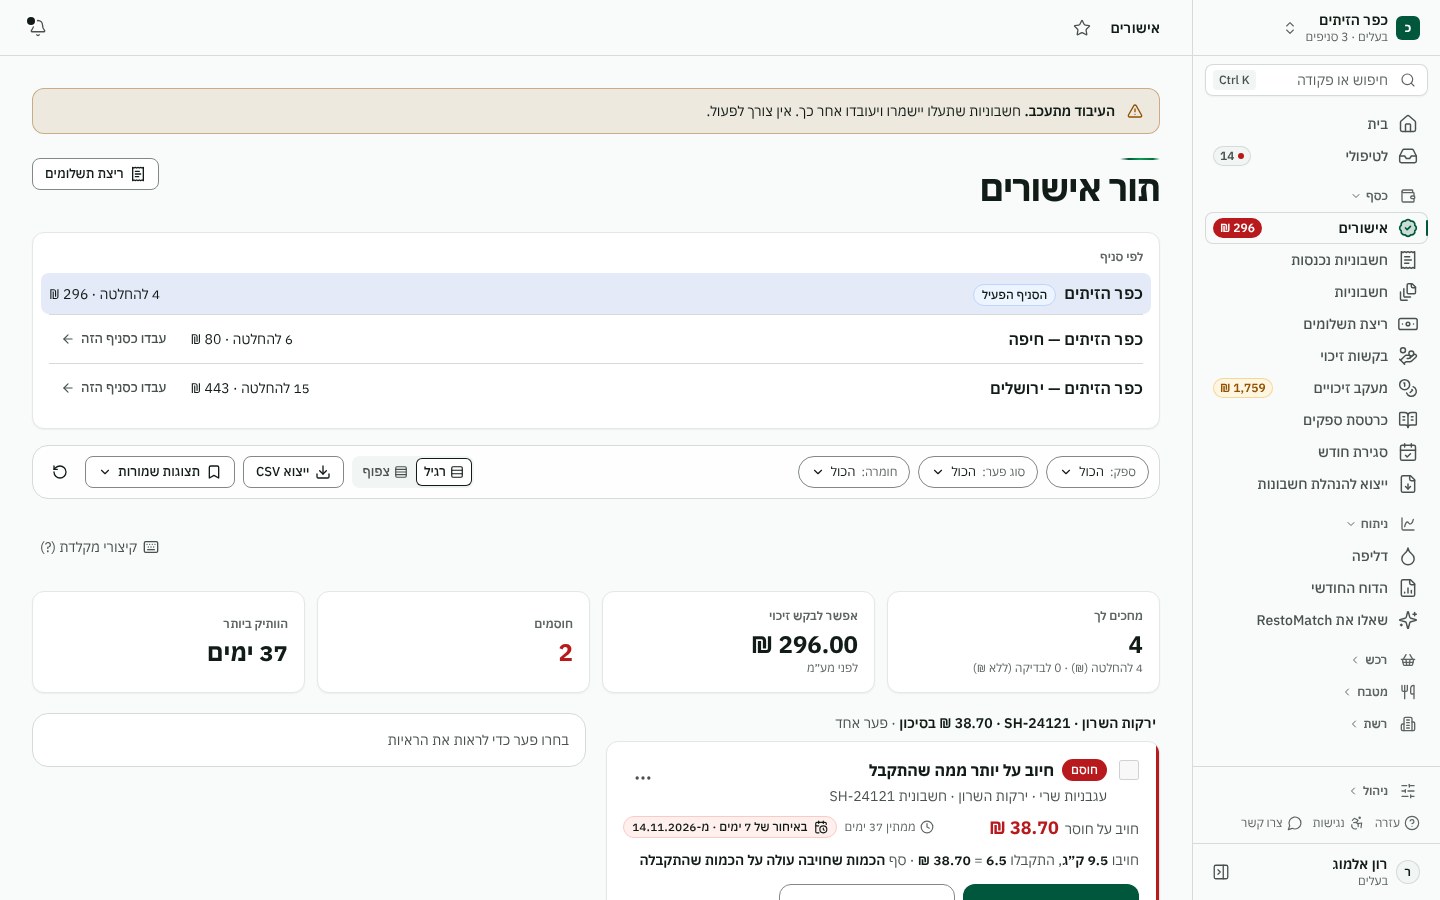 כ
כפר הזיתים
בעלים · 3 סניפים
חיפוש או פקודה
Ctrl K
בית
לטיפולי
14
כסף
אישורים
296 ₪
חשבוניות נכנסות
חשבוניות
ריצת תשלומים
בקשות זיכוי
מעקב זיכויים
1,759 ₪
כרטסת ספקים
סגירת חודש
ייצוא להנהלת חשבונות
ניתוח
דליפה
הדוח החודשי
שאלו את RestoMatch
רכש
מטבח
רשת
ניהול
עזרה
נגישות
צרו קשר
ר
רון אלמוג
בעלים
אישורים
העיבוד מתעכב. חשבוניות שתעלו יישמרו ויעובדו אחר כך. אין צורך לפעול.
תור אישורים
ריצת תשלומים
לפי סניף
כפר הזיתים
הסניף הפעיל
4 להחלטה · 296 ₪
כפר הזיתים — חיפה
6 להחלטה · 80 ₪
עבדו כסניף הזה
כפר הזיתים — ירושלים
15 להחלטה · 443 ₪
עבדו כסניף הזה
ספק: הכול
סוג פער: הכול
חומרה: הכול
רגיל
צפוף
ייצוא CSV
תצוגות שמורות
קיצורי מקלדת (?)
מחכים לך
4
4 להחלטה (₪) · 0 לבדיקה (ללא ₪)
אפשר לבקש זיכוי
296.00 ₪
לפני מע״מ
חוסמים
2
הוותיק ביותר
37 ימים
ירקות השרון · SH-24121 · 38.70 ₪ בסיכון · פער אחד
חוסם
חיוב על יותר ממה שהתקבל
עגבניות שרי · ירקות השרון · חשבונית SH-24121
חויב על חוסר 38.70 ₪
ממתין 37 ימים
באיחור של 7 ימים · מ-14.11.2026
חויבו 9.5 ק״ג, התקבלו 6.5 = 38.70 ₪ · סף הכמות שחויבה עולה על הכמות שהתקבלה
בחרו פער כדי לראות את הראיות